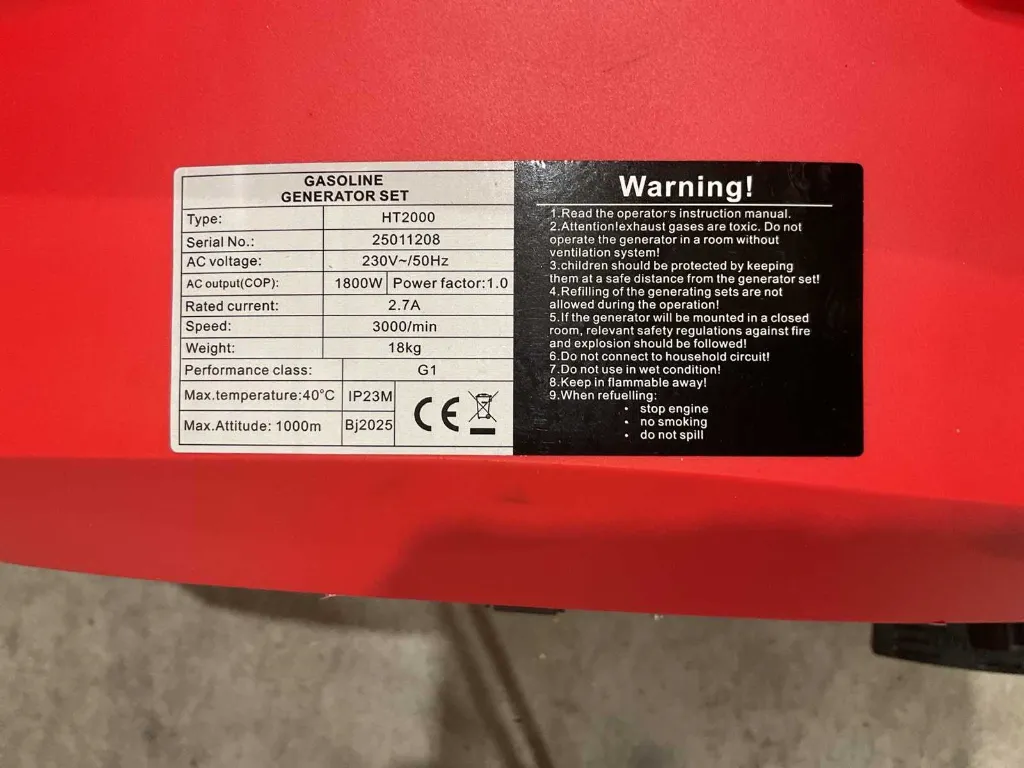 GASOLINE
GENERATOR SET
Type: HT2000
Serial No.: 25011208
AC voltage: 230V~/50Hz
AC output(COP): 1800W Power factor:1.0
Rated current: 2.7A
Speed: 3000/min
Weight: 18kg
Performance class: G1
Max.temperature:40°C IP23M
Max.Attitude: 1000m Bj2025
CE
Warning!
1.Read the operator's instruction manual.
2.Attention!exhaust gases are toxic. Do not
operate the generator in a room without
ventilation system!
3.children should be protected by keeping
them at a safe distance from the generator set!
4.Refilling of the generating sets are not
allowed during the operation!
5.If the generator will be mounted in a closed
room, relevant safety regulations against fire
and explosion should be followed!
6.Do not connect to household circuit!
7.Do not use in wet condition!
8.Keep in flammable away!
9.When refuelling:
• stop engine
• no smoking
• do not spill